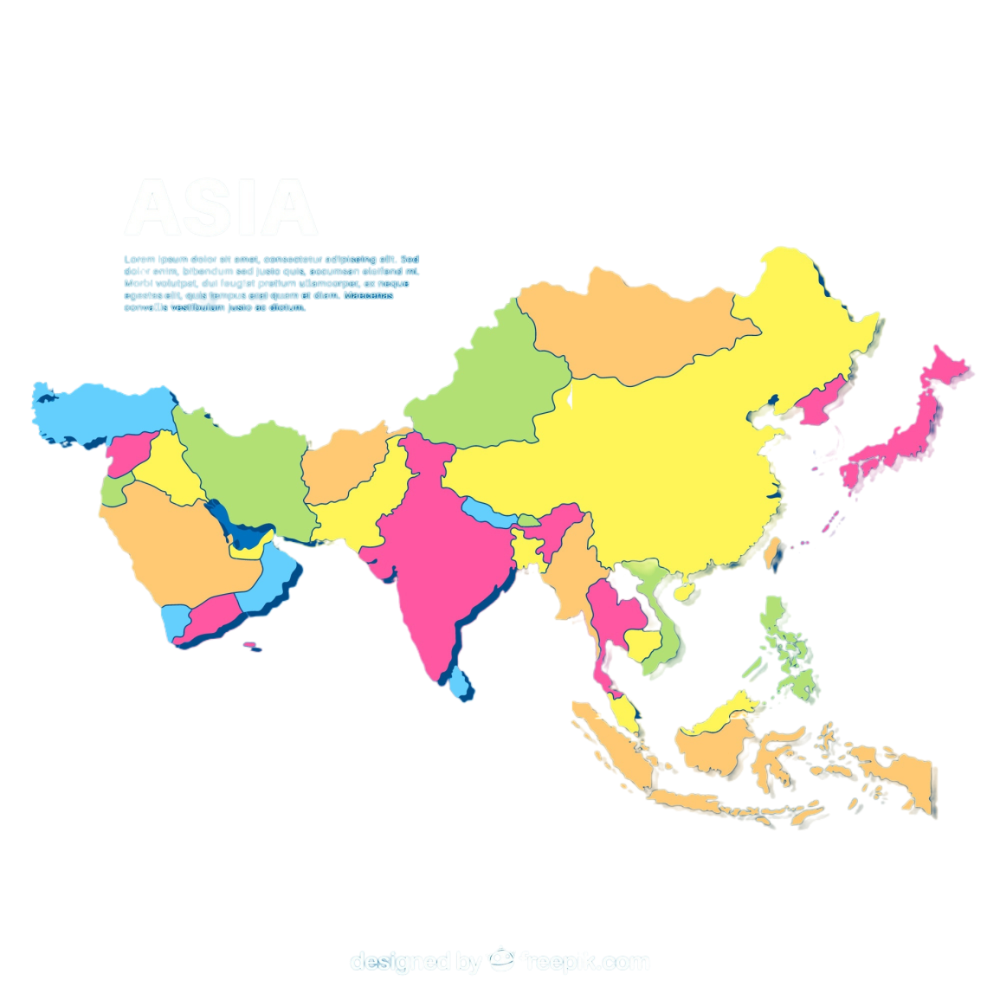 ASIA
Lorem ipsum dolor sit amet, consectetur adipiscing elit. Sed
dolor enim, bibendum sed justo quis, accumsan eleifend mi.
Morbi volutpat, dui feugiat pretium ullamcorper, ex neque
egestas elit, quis tempus erat quam et diam. Maecenas
convallis vestibulum justo ac dictum.
designed by freepik.com